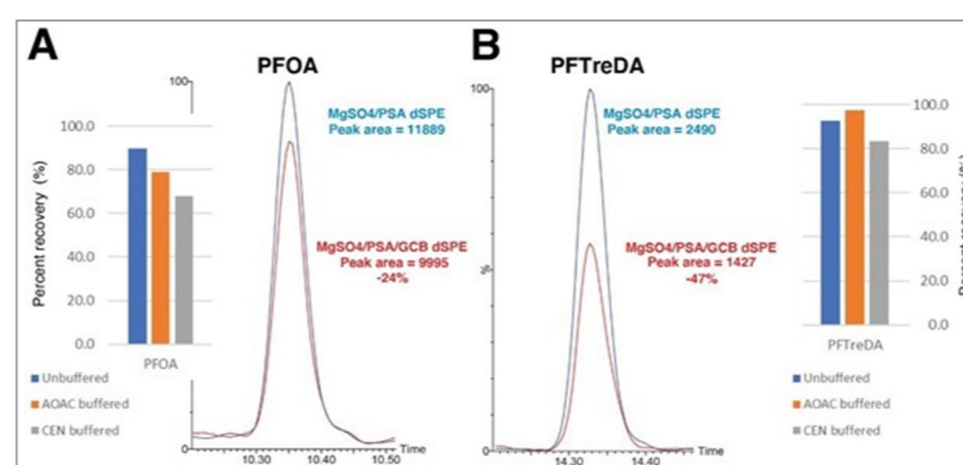 A
PFOA
100
MgSO4/PSA dSPE
Peak area = 11889
MgSO4/PSA/GCB dSPE
Peak area = 9995
-24%
Percent recovery (%)
100.0
80.0
60.0
40.0
20.0
0.0
PFOA
Unbuffered
AOAC buffered
CEN buffered
0
10.30
10.40
10.50
Time
B
PFTreDA
100
%
MgSO4/PSA dSPE
Peak area = 2490
MgSO4/PSA/GCB dSPE
Peak area = 1427
-47%
0
14.30
14.40
Time
100.0
80.0
60.0
40.0
20.0
0.0
PFTreDA
Unbuffered
AOAC buffered
CEN buffered